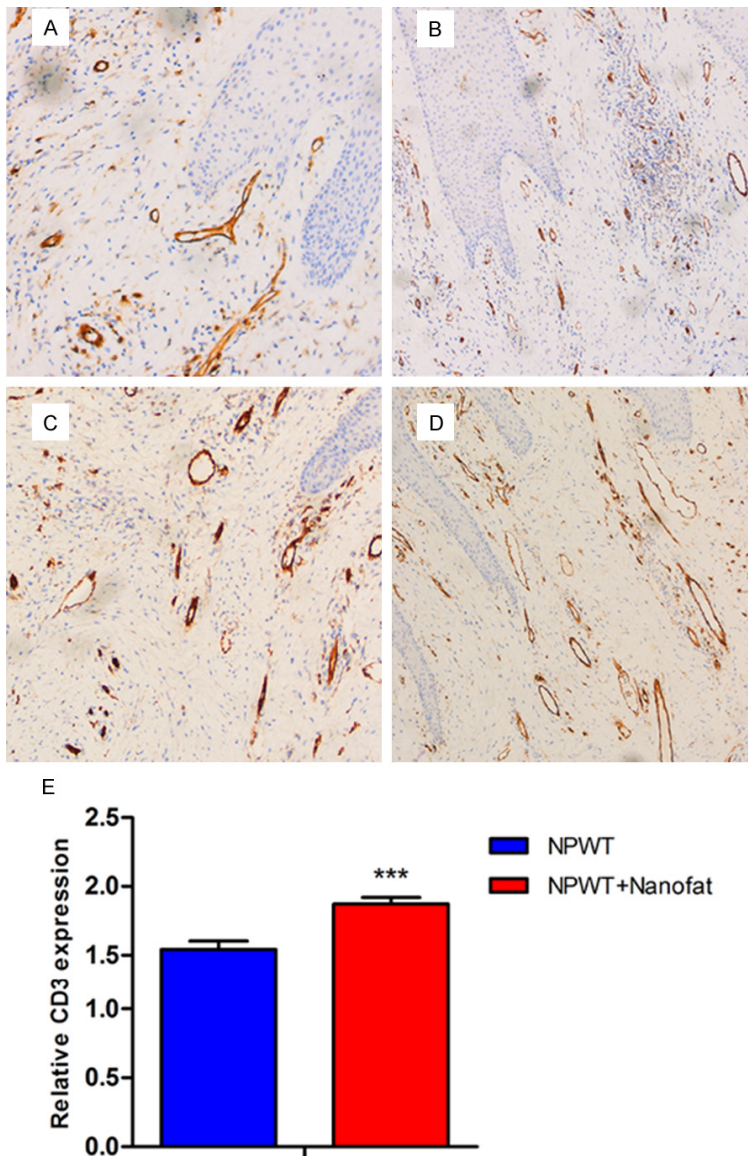 A
B
C
D
E
2.5
2.0
1.5
1.0
0.5
0.0
Relative CD3 expression
***
NPWT
NPWT+Nanofat